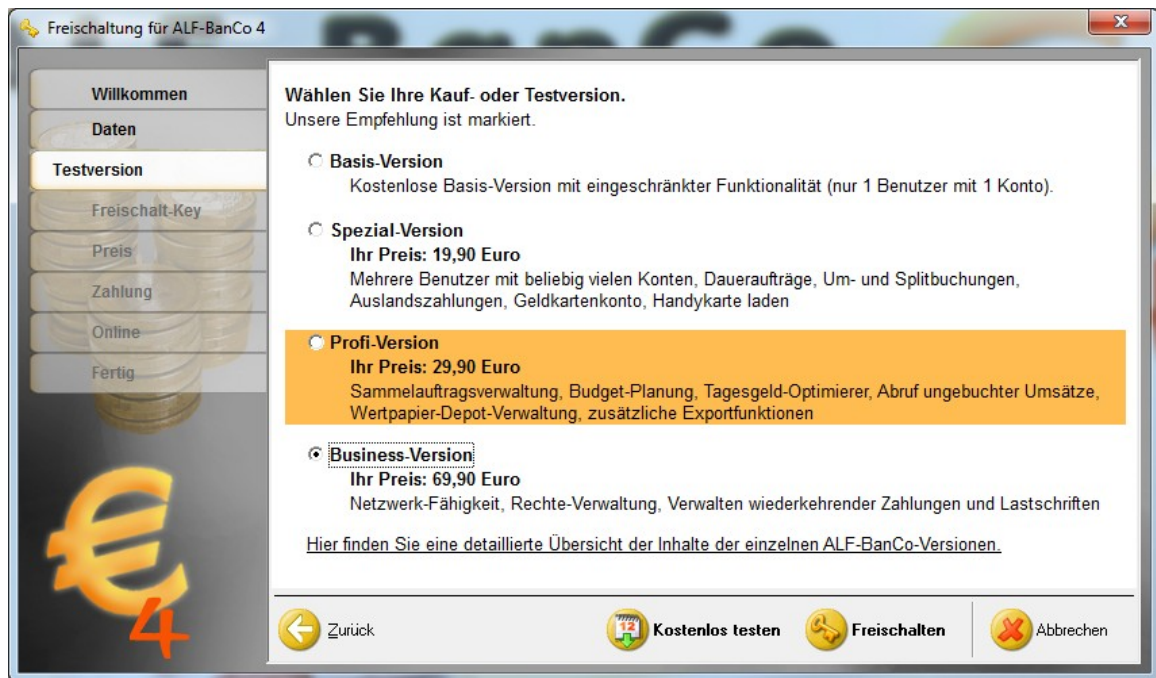 Freischaltung für ALF-BanCo 4
Willkommen
Daten
Testversion
Freischalt-Key
Preis
Zahlung
Online
Fertig
€
4
Wählen Sie Ihre Kauf- oder Testversion.
Unsere Empfehlung ist markiert.
Basis-Version
Kostenlose Basis-Version mit eingeschränkter Funktionalität (nur 1 Benutzer mit 1 Konto).
Spezial-Version
Ihr Preis: 19,90 Euro
Mehrere Benutzer mit beliebig vielen Konten, Daueraufträge, Um- und Splitbuchungen,
Auslandszahlungen, Geldkartenkonto, Handykarte laden
Profi-Version
Ihr Preis: 29,90 Euro
Sammelauftragsverwaltung, Budget-Planung, Tagesgeld-Optimierer, Abruf ungebuchter Umsätze,
Wertpapier-Depot-Verwaltung, zusätzliche Exportfunktionen
Business-Version
Ihr Preis: 69,90 Euro
Netzwerk-Fähigkeit, Rechte-Verwaltung, Verwalten wiederkehrender Zahlungen und Lastschriften
Hier finden Sie eine detaillierte Übersicht der Inhalte der einzelnen ALF-BanCo-Versionen.
Zurück
12
Kostenlos testen
Freischalten
Abbrechen